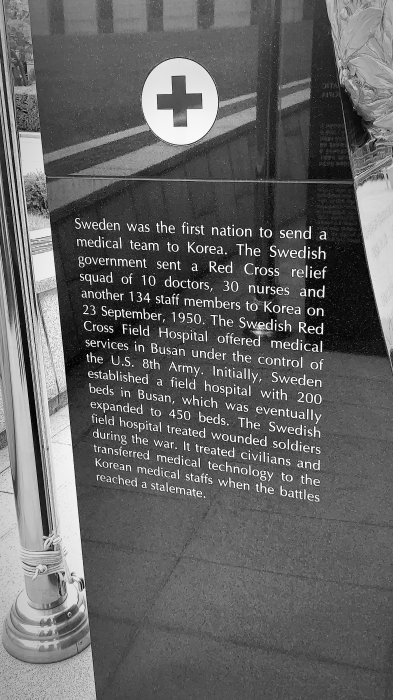 Sweden was the first nation to send a
medical team to Korea. The Swedish
government sent a Red Cross relief
squad of 10 doctors, 30 nurses and
another 134 staff members to Korea on
23 September, 1950. The Swedish Red
Cross Field Hospital offered medical
services in Busan under the control of
the U.S. 8th Army. Initially, Sweden
established a field hospital with 200
beds in Busan, which was eventually
expanded to 450 beds. The Swedish
field hospital treated wounded soldiers
during the war. It treated civilians and
transferred medical technology to the
Korean medical staffs when the battles
reached a stalemate.